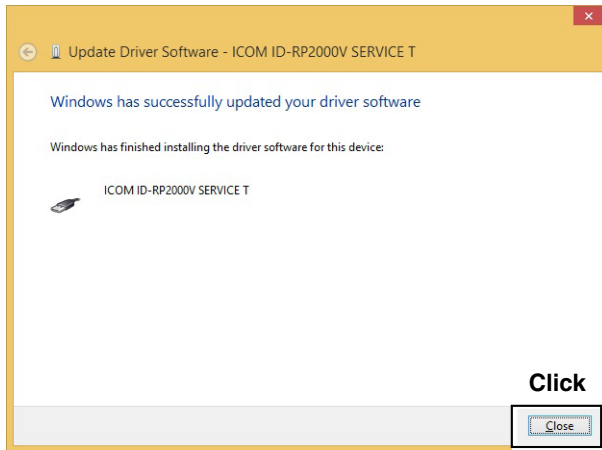 Update Driver Software - ICOM ID-RP2000V SERVICE T
Windows has successfully updated your driver software
Windows has finished installing the driver software for this device:
ICOM ID-RP2000V SERVICE T
Click
Close